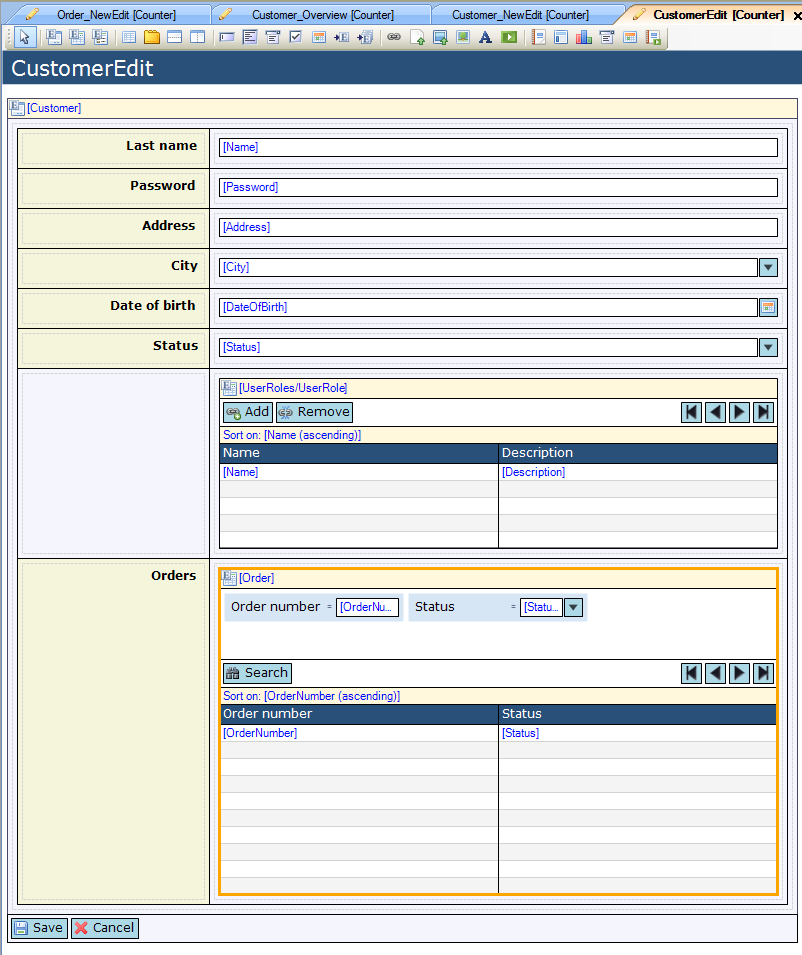 Order_NewEdit [Counter] Customer_Overview [Counter] Customer_NewEdit [Counter] CustomerEdit [Counter]
CustomerEdit
[Customer]
Last name [Name]
Password [Password]
Address [Address]
City [City]
Date of birth [DateOfBirth]
Status [Status]
[UserRoles/UserRole]
Add Remove
Sort on: [Name (ascending)]
Name Description
[Name] [Description]
Orders [Order]
Order number = [OrderNu... Status = [Statu...
Search
Sort on: [OrderNumber (ascending)]
Order number Status
[OrderNumber] [Status]
Save Cancel